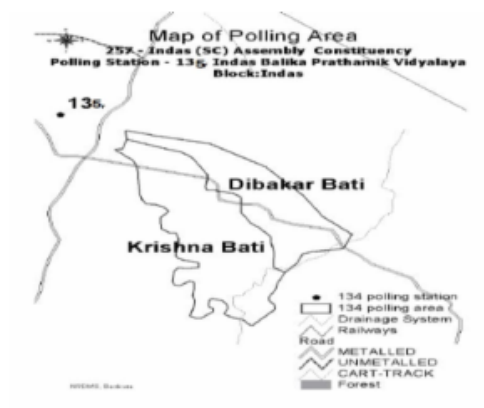 Map of Polling Area
257 - Indas (SC) Assembly Constituency
Polling Station - 135, Indas Balika Prathamik Vidyalaya
Block:Indas
135,
Dibakar Bati
Krishna Bati
134 polling station
134 polling area
Drainage System
Railways
Road
METALLED
UNMETALLED
CART-TRACK
Forest